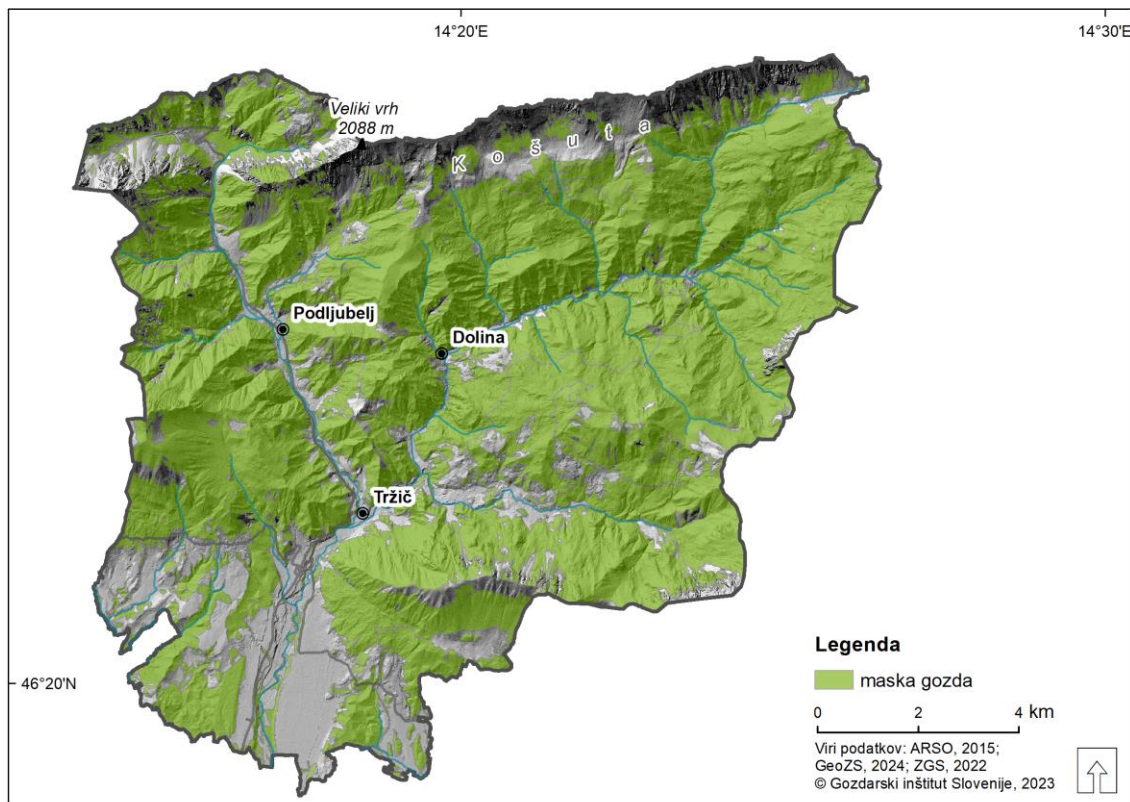 14°20'E
14°30'E
Veliki vrh
2088 m
Košuta
Podljubelj
Dolina
Tržič
46°20'N
Legenda
maska gozda
0 2 4 km
Viri podatkov: ARSO, 2015;
GeoZS, 2024; ZGS, 2022
© Gozdarski inštitut Slovenije, 2023